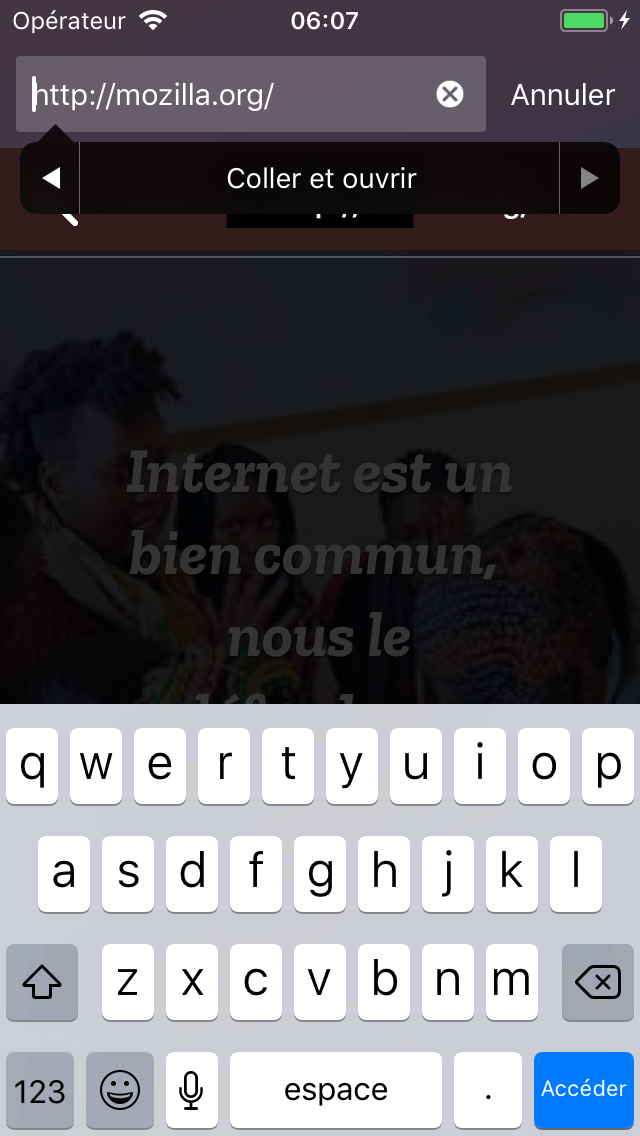 Opérateur 06:07
http://mozilla.org/
Annuler
Coller et ouvrir
Internet est un
bien commun,
nous le
q w e r t y u i o p
a s d f g h j k l
z x c v b n m
123 espace . Accéder